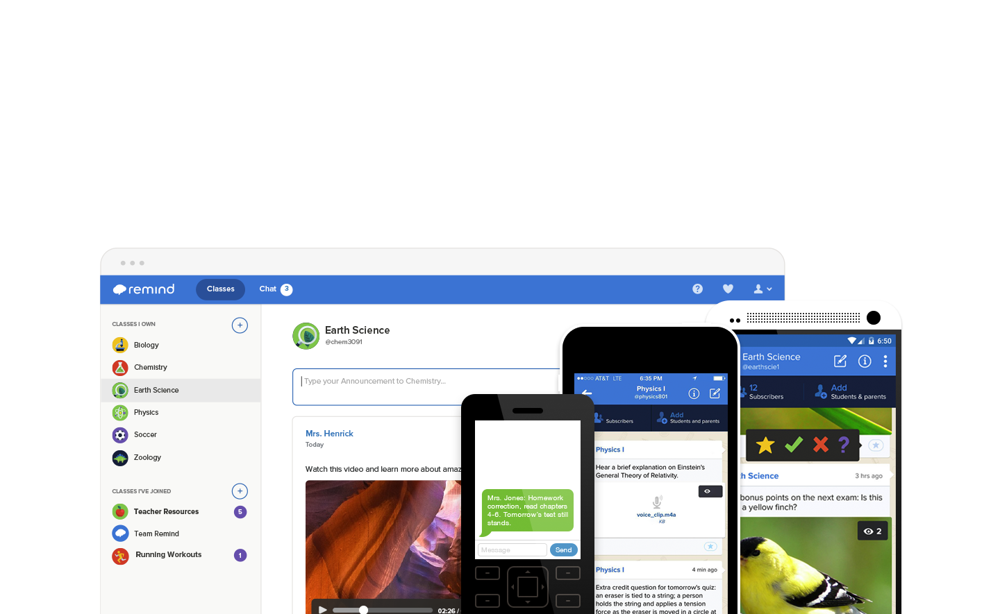 remind
Classes
Chat 3
?
CLASSES I OWN
+
Biology
Chemistry
Earth Science
Physics
Soccer
Zoology
CLASSES I'VE JOINED
+
Teacher Resources 5
Team Remind
Running Workouts 1
Earth Science
@chem3091
Type your Announcement to Chemistry...
Mrs. Henrick
Today
Watch this video and learn more about amaz
02:26 /
Mrs. Jones: Homework
correction, read chapters
4-6. Tomorrow's test still
stands.
Message
Send
AT&T LTE 6:35 PM
Physics I
@physics801
Subscribers
Add
Students and parents
Physics I
Hear a brief explanation on Einstein's
General Theory of Relativity.
voice_clip.m4a
KB
Physics I 4 min ago
Extra credit question for tomorrow's quiz:
an eraser is tied to a string; a person
holds the string and applies a tension
force as the eraser is moved in a circle at
6:50
Earth Science
@earthscie1
12
Subscribers
Add
Students & parents
?
h Science 3 hrs ago
bonus points on the next exam: Is this
a yellow finch?
2